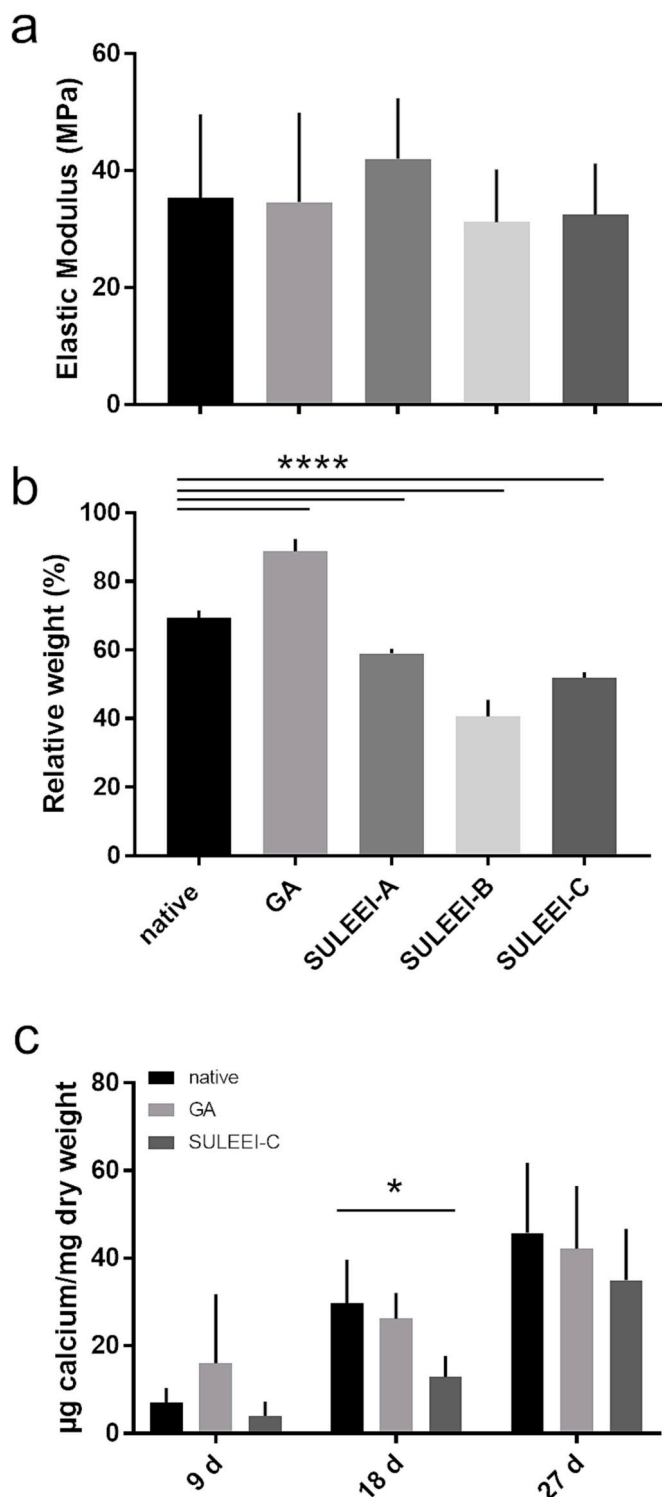 a
Elastic Modulus (MPa)
60
40
20
0
b
****
Relative weight (%)
100
80
60
40
20
0
native
GA
SULEEI-A
SULEEI-B
SULEEI-C
c
µg calcium/mg dry weight
80
60
40
20
0
native
GA
SULEEI-C
*
9 d
18 d
27 d